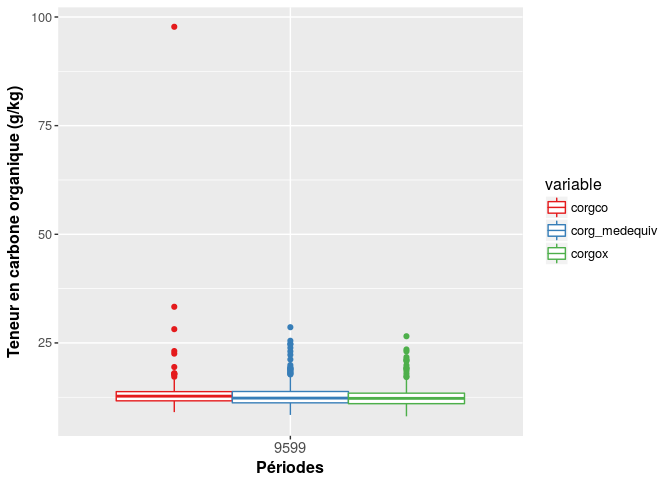 Teneur en carbone organique (g/kg)
100
75
50
25
9599
Périodes
variable
corgco
corg_medequiv
corgox